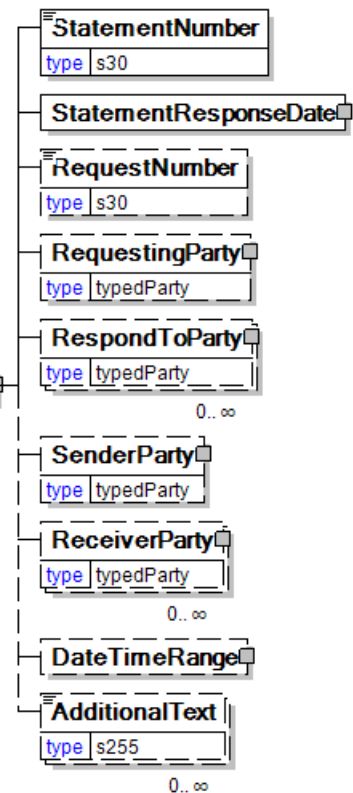 StatementNumber
type s30
StatementResponseDate
RequestNumber
type s30
RequestingParty
type typedParty
RespondToParty
type typedParty
0.. ∞
SenderParty
type typedParty
ReceiverParty
type typedParty
0.. ∞
DateTimeRange
AdditionalText
type s255
0.. ∞